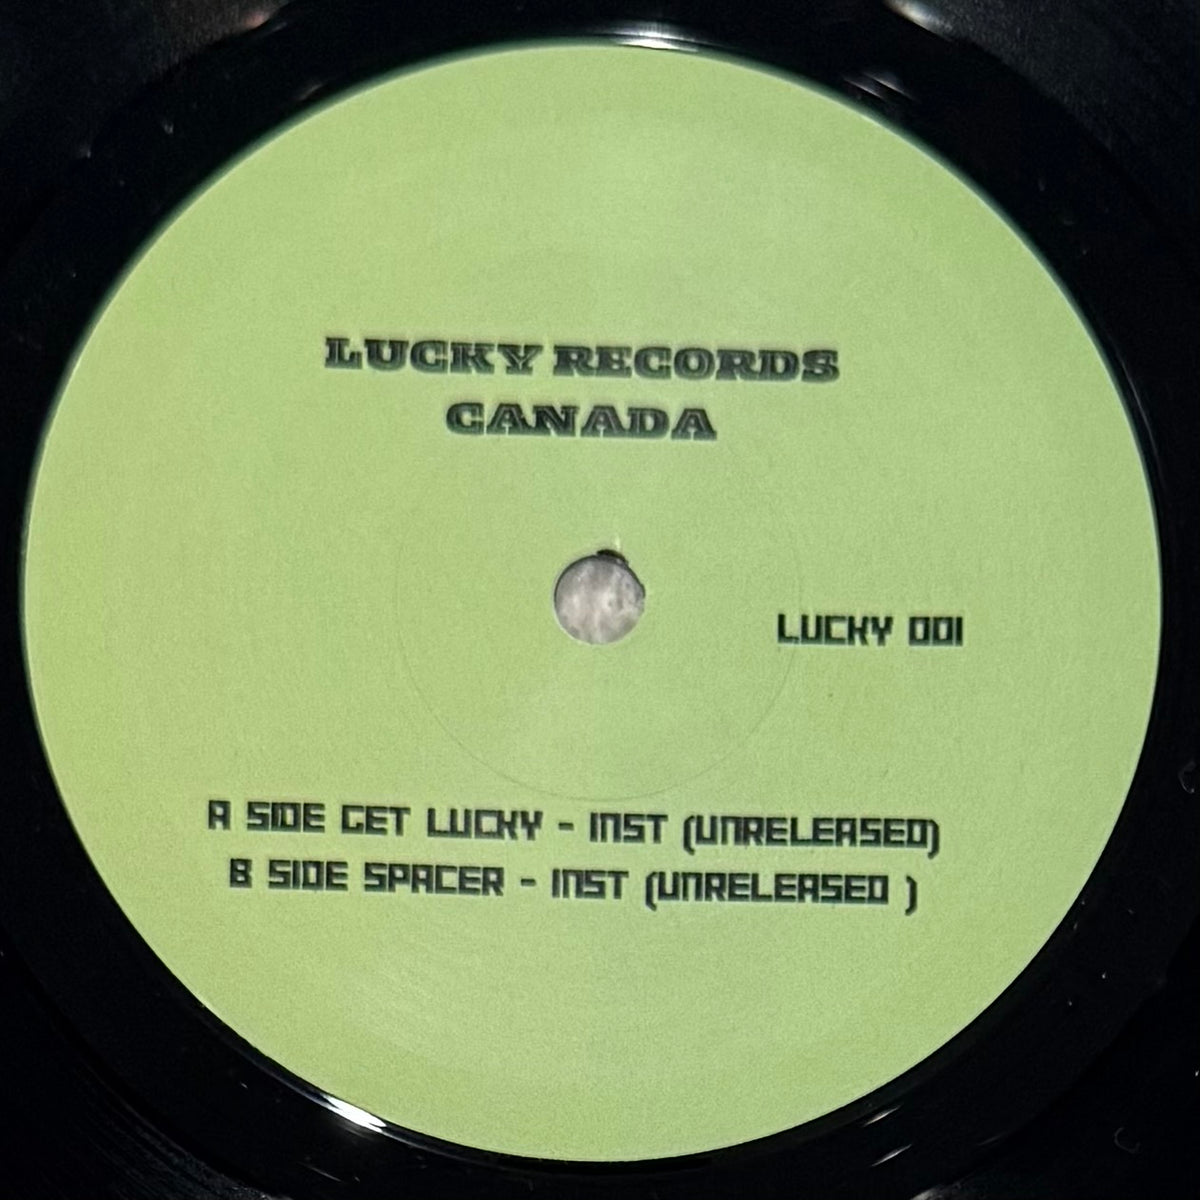 LUCKY RECORDS
CANADA
LUCKY 001
A SIDE GET LUCKY - INST (UNRELEASED)
B SIDE SPACER - INST (UNRELEASED )